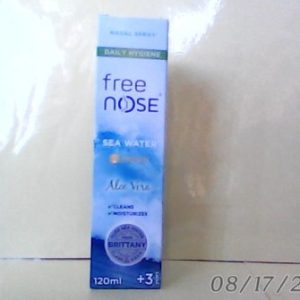 NASAL SPRAY
DAILY HYGIENE
free
NOSE
SEA WATER
Aloe Vera
✓CLEANS
✓MOISTURIZES
BRITTANY
120ml +3
08/17/2